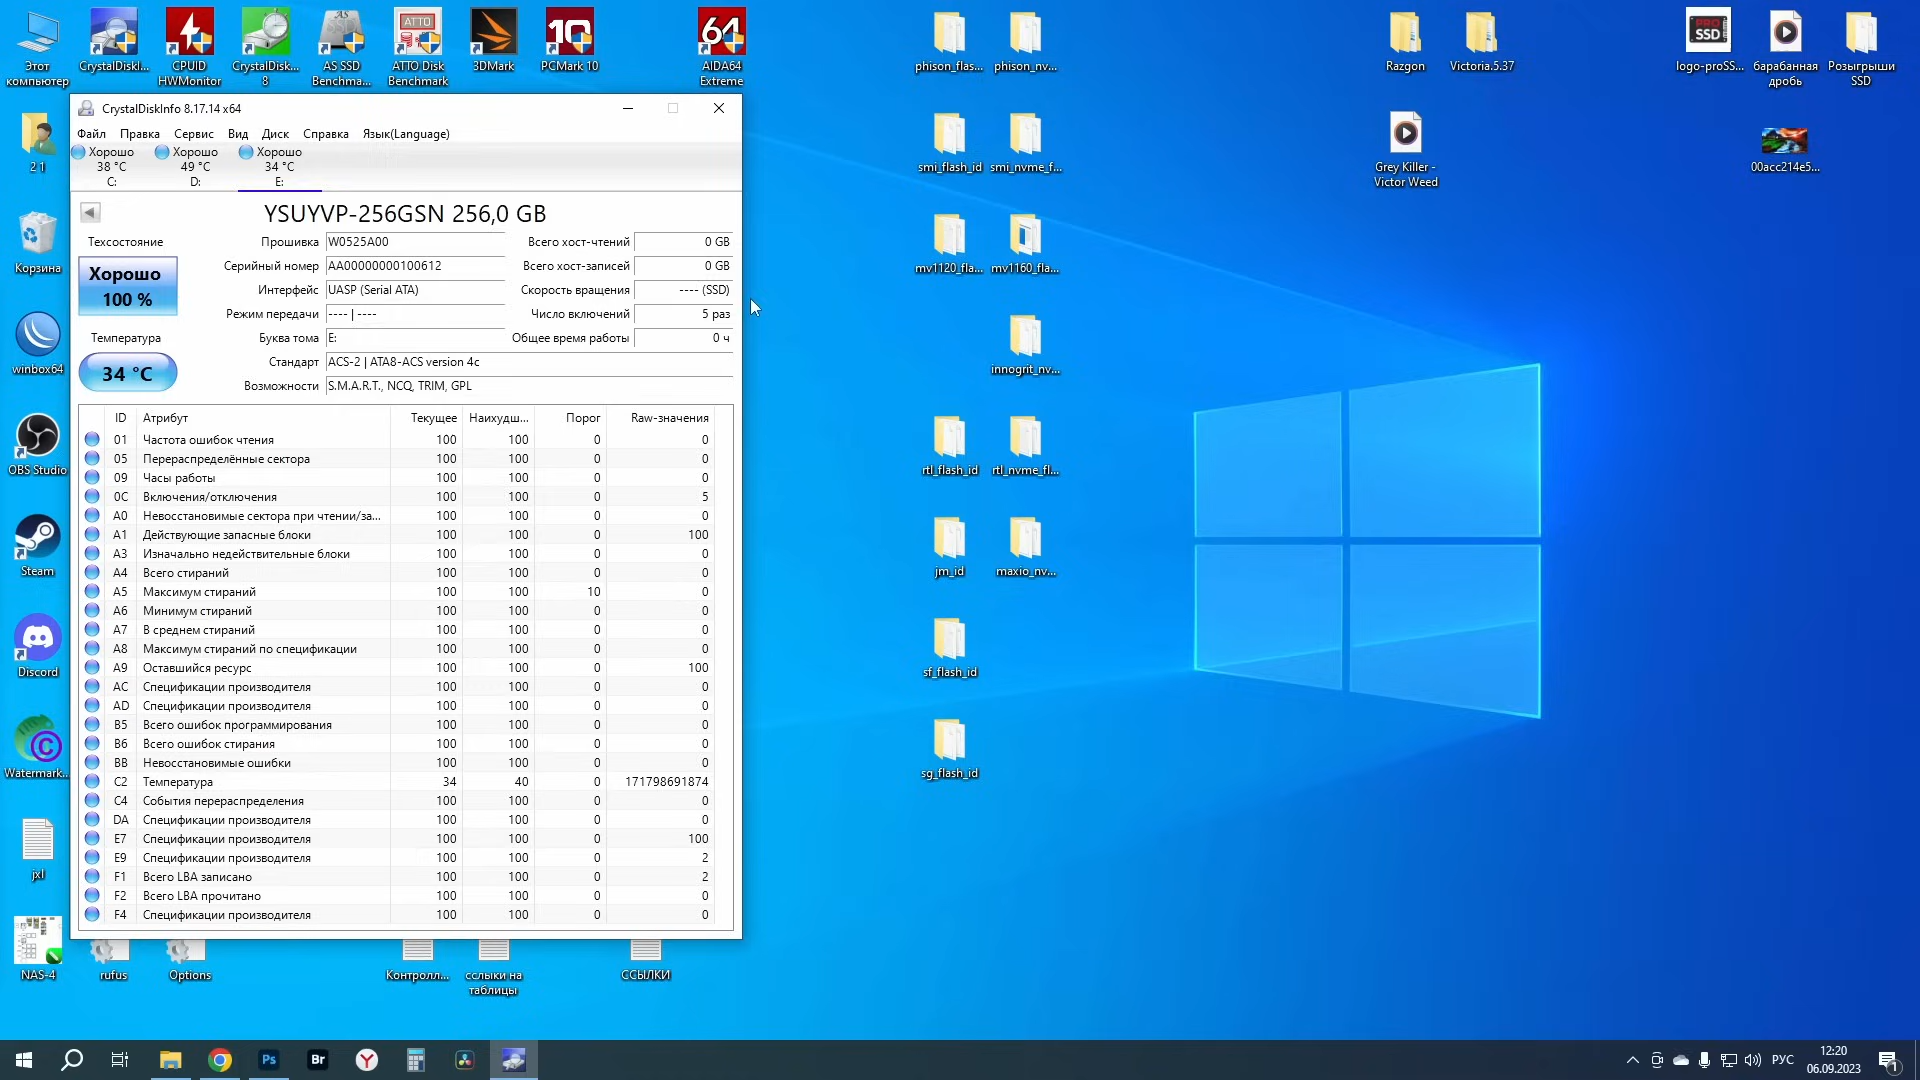 Этот компьютер
CrystalDiskI...
CPUID HWMonitor
CrystalDisk... 8
AS SSD Benchma...
ATTO Disk Benchmark
3DMark
PCMark 10
AIDA64 Extreme
phison_flas...
phison_nv...
Razgon
Victoria.5.37
logo-proSS...
барабанная дробь
Розыгрыши SSD
CrystalDiskInfo 8.17.14 x64
Файл Правка Сервис Вид Диск Справка Язык(Language)
Хорошо 38 °C C:
Хорошо 49 °C D:
Хорошо 34 °C E:
YSUYVP-256GSN 256,0 GB
Техсостояние
Хорошо
100 %
Температура
34 °C
Прошивка W0525A00
Серийный номер AA00000000100612
Интерфейс UASP (Serial ATA)
Режим передачи ---- | ----
Буква тома E:
Стандарт ACS-2 | ATA8-ACS version 4c
Возможности S.M.A.R.T., NCQ, TRIM, GPL
Всего хост-чтений 0 GB
Всего хост-записей 0 GB
Скорость вращения ---- (SSD)
Число включений 5 раз
Общее время работы 0 ч
ID Атрибут Текущее Наихудш... Порог Raw-значения
01 Частота ошибок чтения 100 100 0 0
05 Перераспределённые сектора 100 100 0 0
09 Часы работы 100 100 0 0
0C Включения/отключения 100 100 0 5
A0 Невосстановимые сектора при чтении/за... 100 100 0 0
A1 Действующие запасные блоки 100 100 0 100
A3 Изначально недействительные блоки 100 100 0 0
A4 Всего стираний 100 100 0 0
A5 Максимум стираний 100 100 10 0
A6 Минимум стираний 100 100 0 0
A7 В среднем стираний 100 100 0 0
A8 Максимум стираний по спецификации 100 100 0 0
A9 Оставшийся ресурс 100 100 0 100
AC Спецификации производителя 100 100 0 0
AD Спецификации производителя 100 100 0 0
B5 Всего ошибок программирования 100 100 0 0
B6 Всего ошибок стирания 100 100 0 0
BB Невосстановимые ошибки 100 100 0 0
C2 Температура 34 40 0 171798691874
C4 События перераспределения 100 100 0 0
DA Спецификации производителя 100 100 0 0
E7 Спецификации производителя 100 100 0 100
E9 Спецификации производителя 100 100 0 2
F1 Всего LBA записано 100 100 0 2
F2 Всего LBA прочитано 100 100 0 0
F4 Спецификации производителя 100 100 0 0
2 1
Корзина
winbox64
OBS Studio
Steam
Discord
Watermark...
jxl
NAS-4
rufus
Options
Контролл...
сслыки на таблицы
ССЫЛКИ
smi_flash_id
smi_nvme_f...
mv1120_fla...
mv1160_fla...
innogrit_nv...
rtl_flash_id
rtl_nvme_fl...
jm_id
maxio_nv...
sf_flash_id
sg_flash_id
Grey Killer - Victor Weed
00acc214e5...
РУС
12:20
06.09.2023